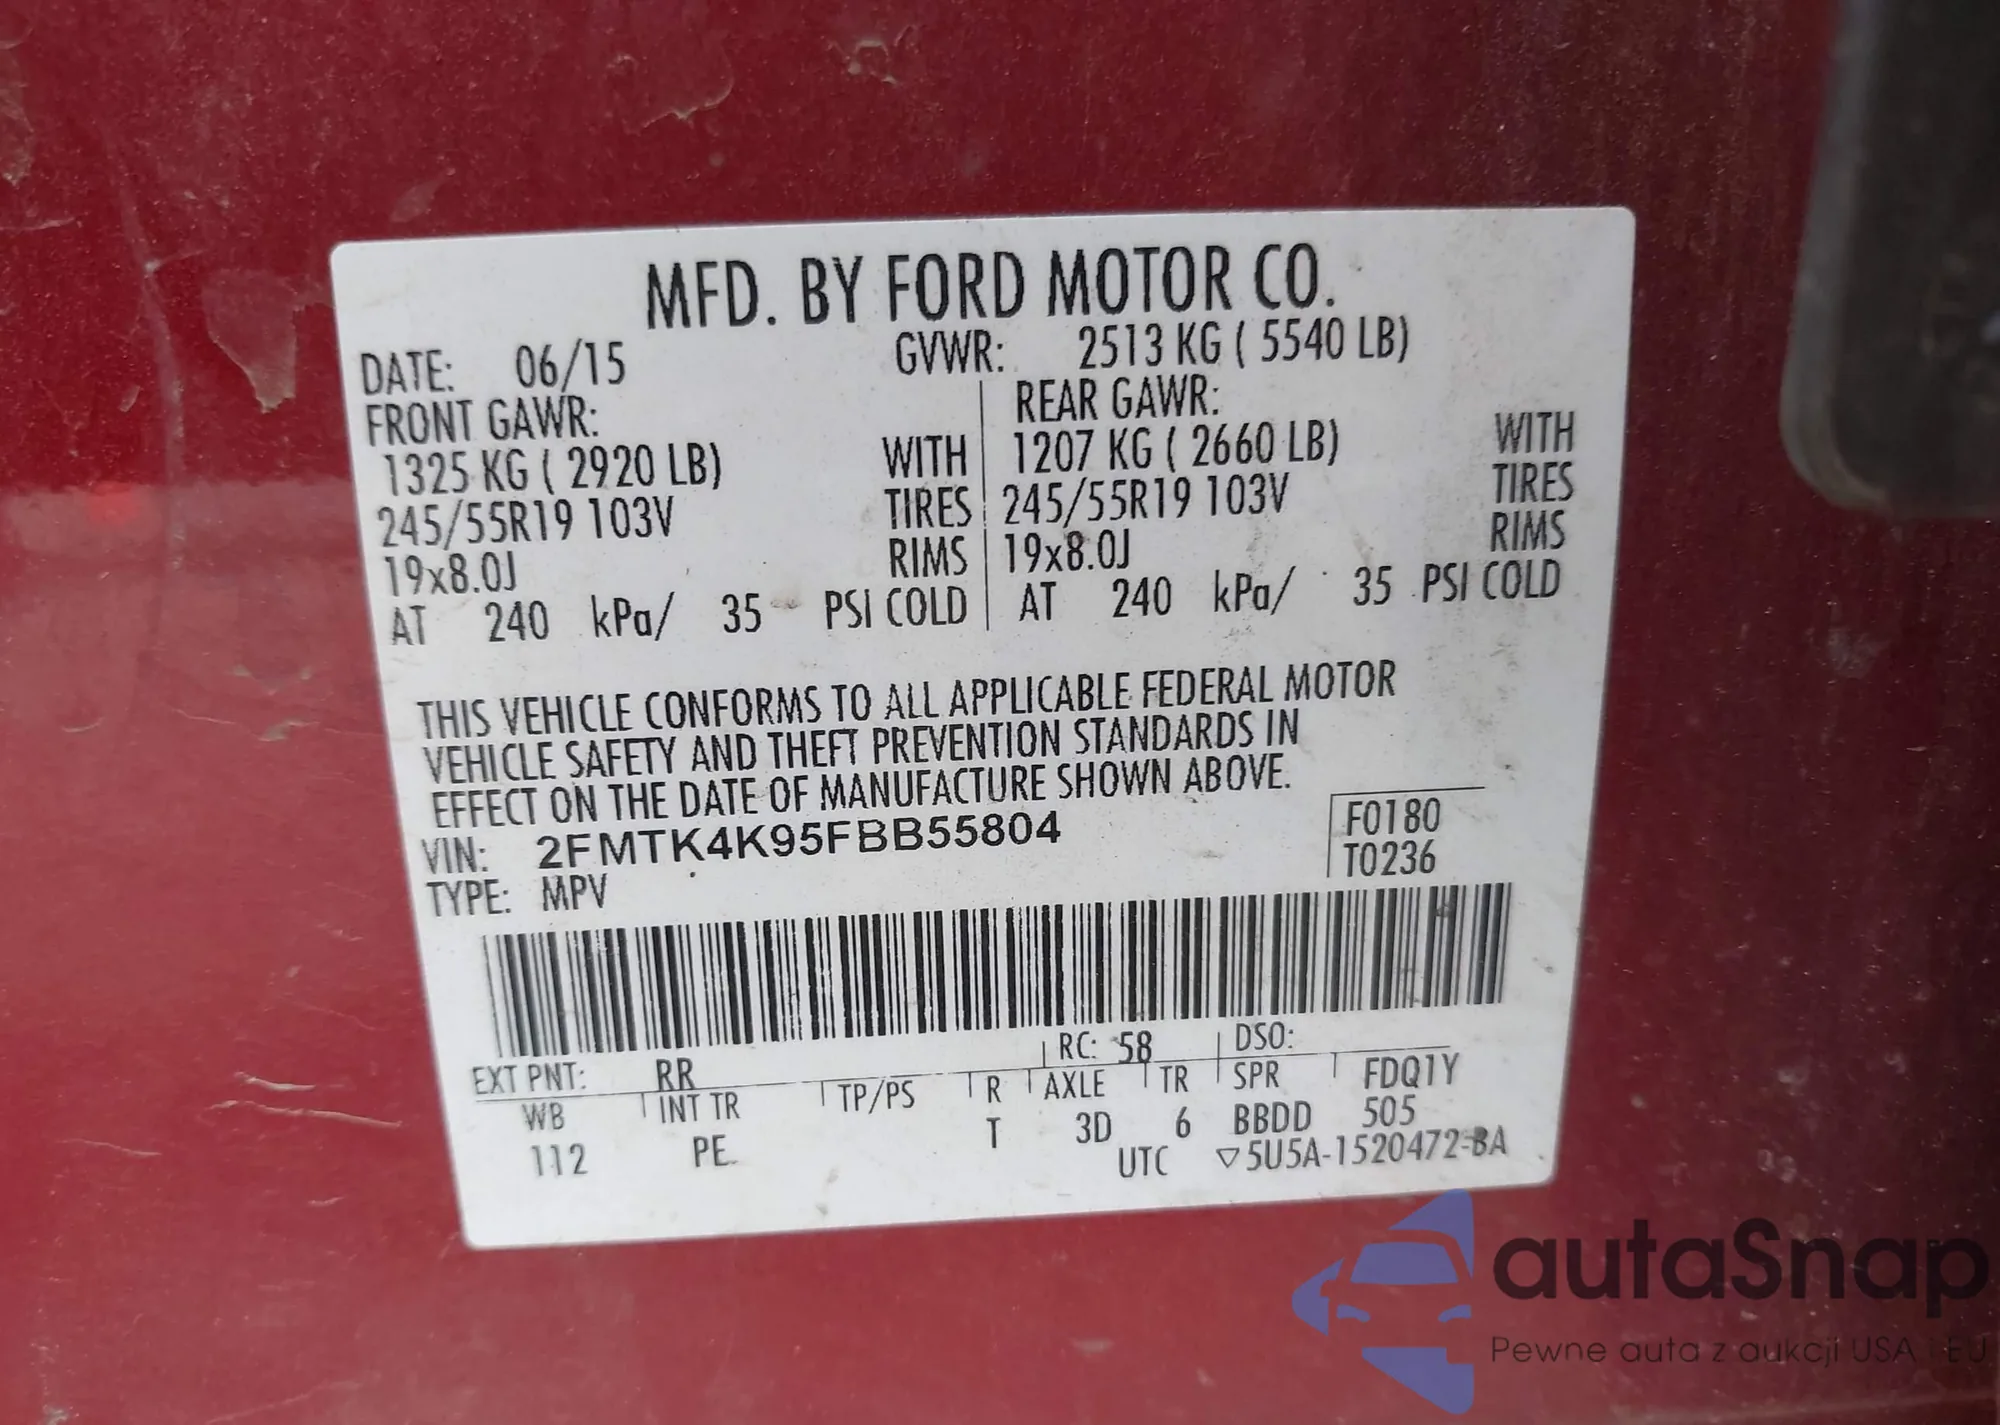 MFD. BY FORD MOTOR CO.
DATE: 06/15 GVWR: 2513 KG ( 5540 LB)
FRONT GAWR: REAR GAWR:
1325 KG ( 2920 LB) WITH 1207 KG ( 2660 LB) WITH
245/55R19 103V TIRES 245/55R19 103V TIRES
19x8.0J RIMS 19x8.0J RIMS
AT 240 kPa/ 35 PSI COLD AT 240 kPa/ 35 PSI COLD
THIS VEHICLE CONFORMS TO ALL APPLICABLE FEDERAL MOTOR
VEHICLE SAFETY AND THEFT PREVENTION STANDARDS IN
EFFECT ON THE DATE OF MANUFACTURE SHOWN ABOVE.
VIN: 2FMTK4K95FBB55804 F0180
TYPE: MPV T0236
EXT PNT: RR RC: 58 DSO:
WB INT TR TP/PS R AXLE TR SPR FDQ1Y
112 PE T 3D 6 BBDD 505
UTC ▽5U5A-1520472-BA
autaSnap
Pewne auta z aukcji USA i EU